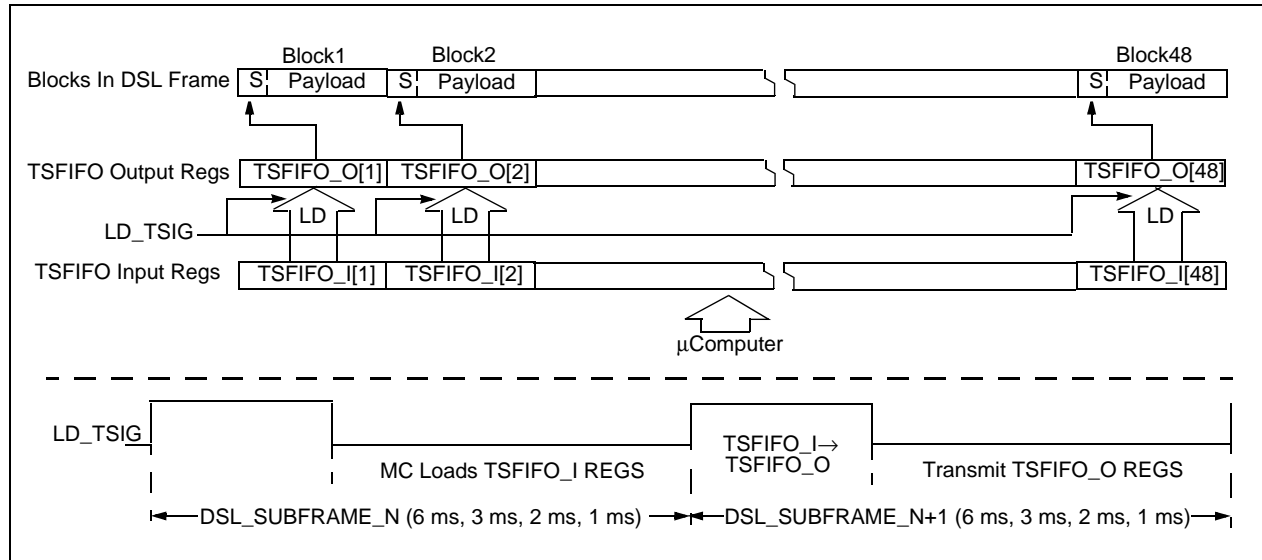 Block1 Block2 Block48
Blocks In DSL Frame S Payload S Payload S Payload
TSFIFO Output Regs TSFIFO_O[1] TSFIFO_O[2] TSFIFO_O[48]
LD LD LD
LD_TSIG
TSFIFO Input Regs TSFIFO_I[1] TSFIFO_I[2] TSFIFO_I[48]
μComputer
LD_TSIG
TSFIFO_I→
TSFIFO_O
MC Loads TSFIFO_I REGS Transmit TSFIFO_O REGS
DSL_SUBFRAME_N (6 ms, 3 ms, 2 ms, 1 ms) DSL_SUBFRAME_N+1 (6 ms, 3 ms, 2 ms, 1 ms)